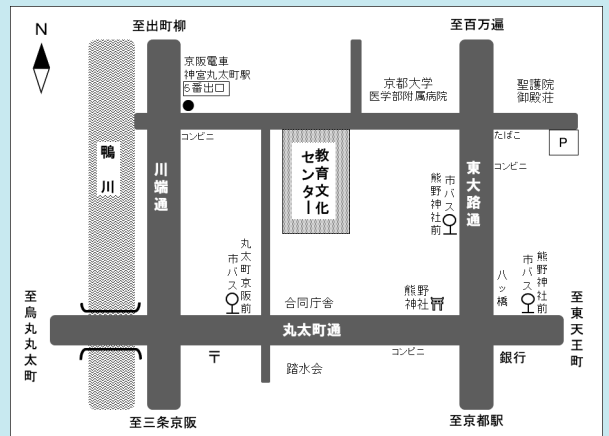 至出町柳
至百万遍
N
京阪電車
神宮丸太町駅
5番出口
京都大学
医学部附属病院
聖護院
御殿荘
コンビニ
たばこ
P
鴨川
川端通
教育文化
センター
東大路通
コンビニ
市バス
熊野神社前
丸太町京阪前
市バス
合同庁舎
熊野
神社
八ッ橋
熊野神社前
市バス
至烏丸丸太町
丸太町通
至東天王町
〒
コンビニ
銀行
踏水会
至三条京阪
至京都駅